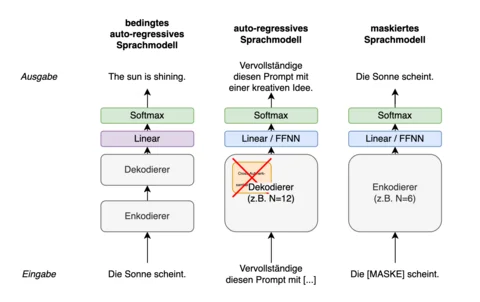 bedingtes
auto-regressives
Sprachmodell
auto-regressives
Sprachmodell
maskiertes
Sprachmodell
Ausgabe
The sun is shining.
Vervollständige
diesen Prompt mit
einer kreativen Idee.
Die Sonne scheint.
Softmax
Softmax
Softmax
Linear
Linear / FFNN
Linear / FFNN
Dekodierer
Enkodierer
Dekodierer
(z.B. N=12)
Enkodierer
(z.B. N=6)
Eingabe
Die Sonne scheint.
Vervollständige
diesen Prompt mit [...]
Die [MASKE] scheint.